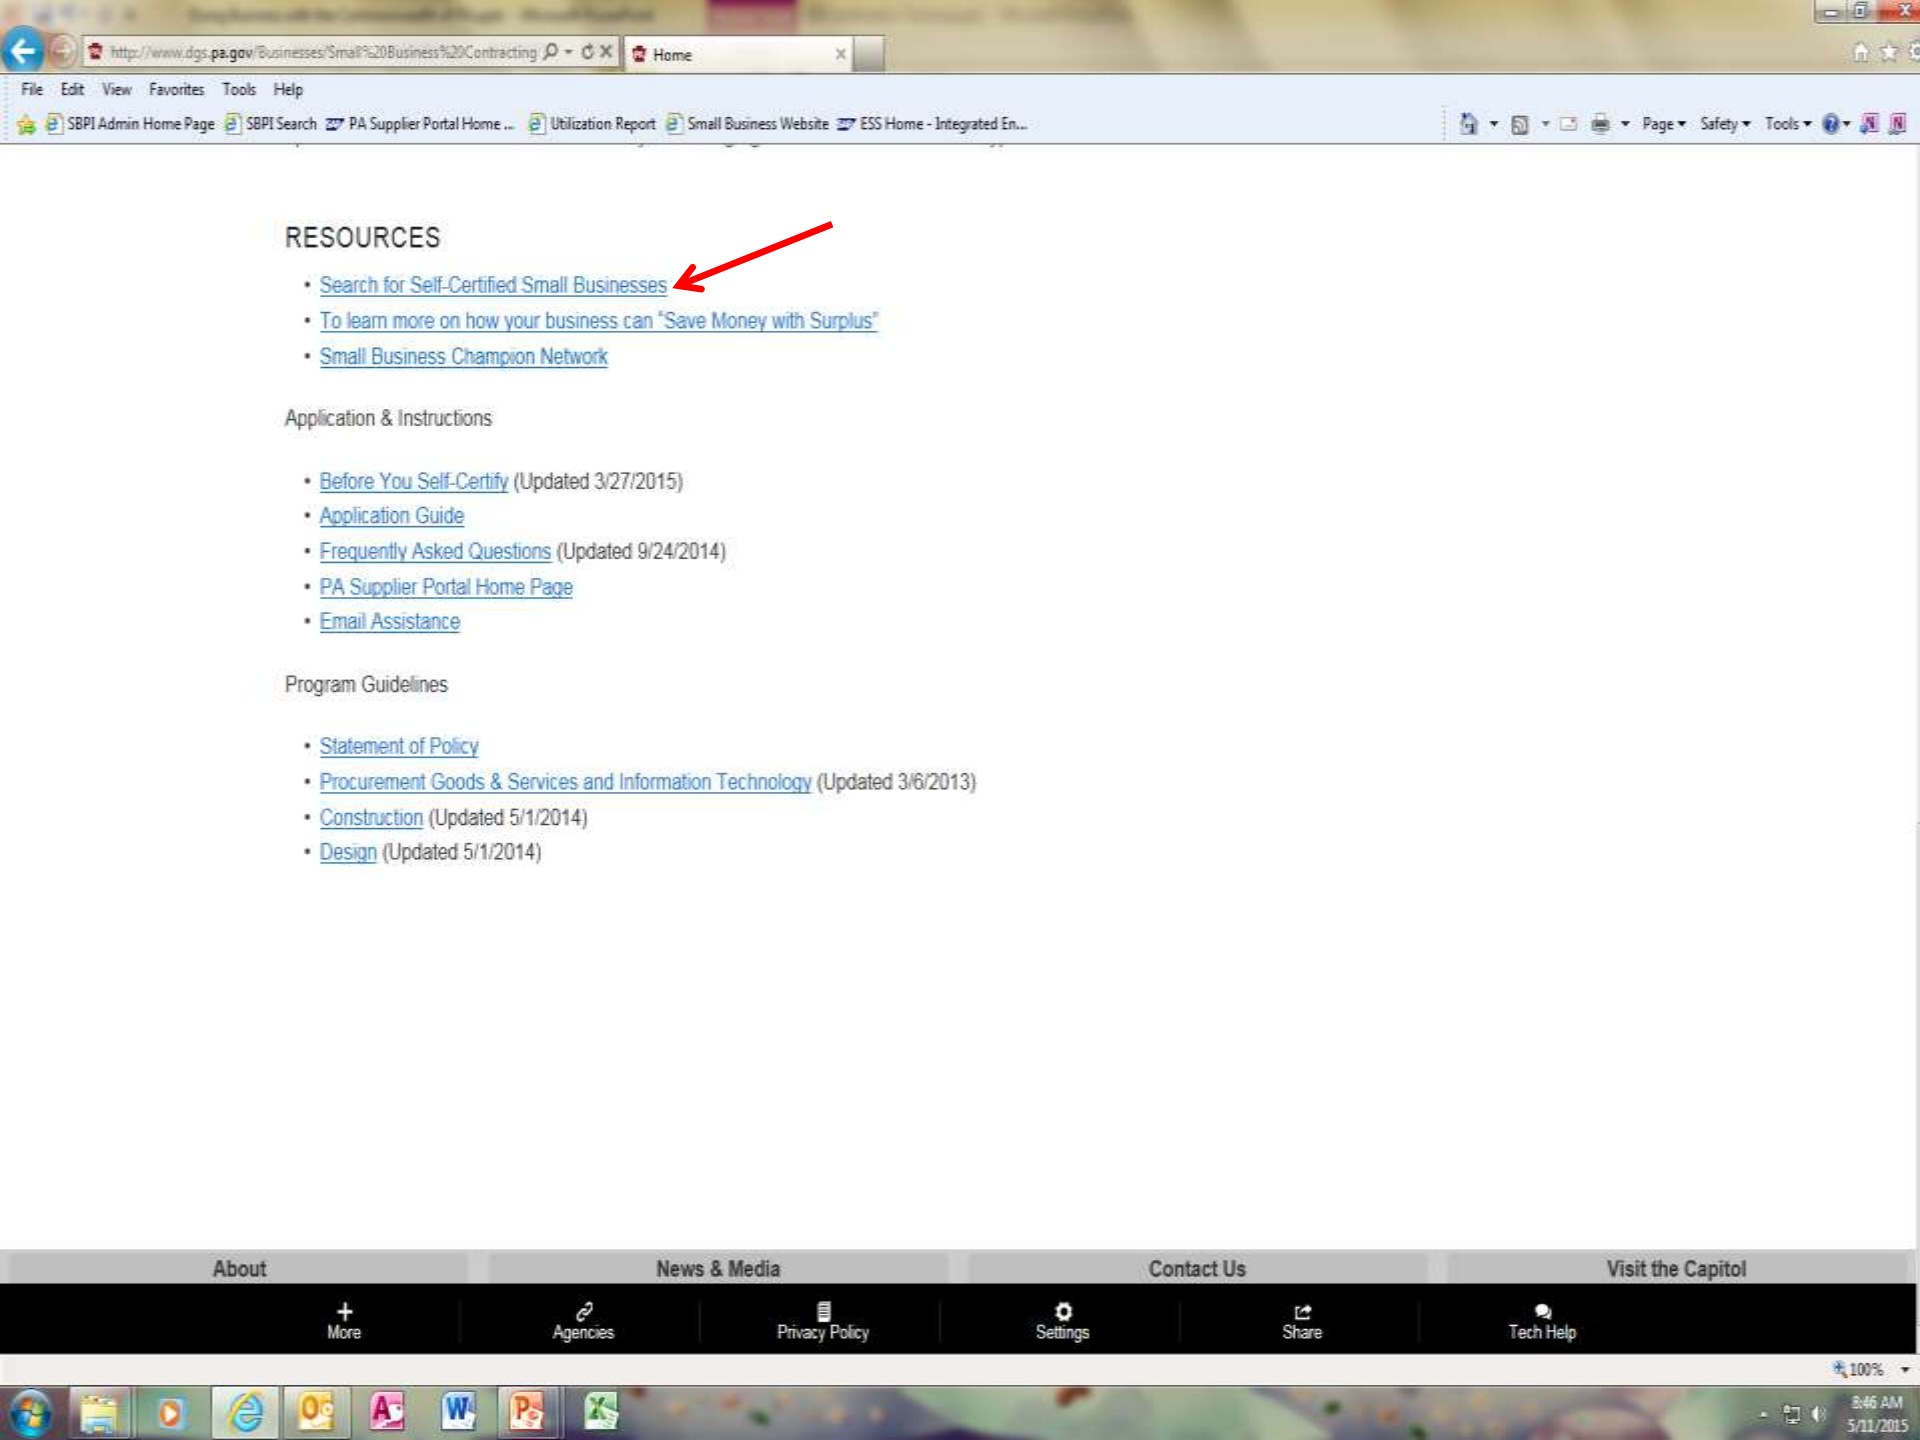 http://www.dgs.pa.gov/Businesses/Small%20Business%20Contracting
Home
File Edit View Favorites Tools Help
SBPI Admin Home Page SBPI Search PA Supplier Portal Home ... Utilization Report Small Business Website ESS Home - Integrated En...
Page Safety Tools
RESOURCES
• Search for Self-Certified Small Businesses
• To learn more on how your business can "Save Money with Surplus"
• Small Business Champion Network
Application & Instructions
• Before You Self-Certify (Updated 3/27/2015)
• Application Guide
• Frequently Asked Questions (Updated 9/24/2014)
• PA Supplier Portal Home Page
• Email Assistance
Program Guidelines
• Statement of Policy
• Procurement Goods & Services and Information Technology (Updated 3/6/2013)
• Construction (Updated 5/1/2014)
• Design (Updated 5/1/2014)
About News & Media Contact Us Visit the Capitol
More Agencies Privacy Policy Settings Share Tech Help
100%
8:46 AM
5/11/2015